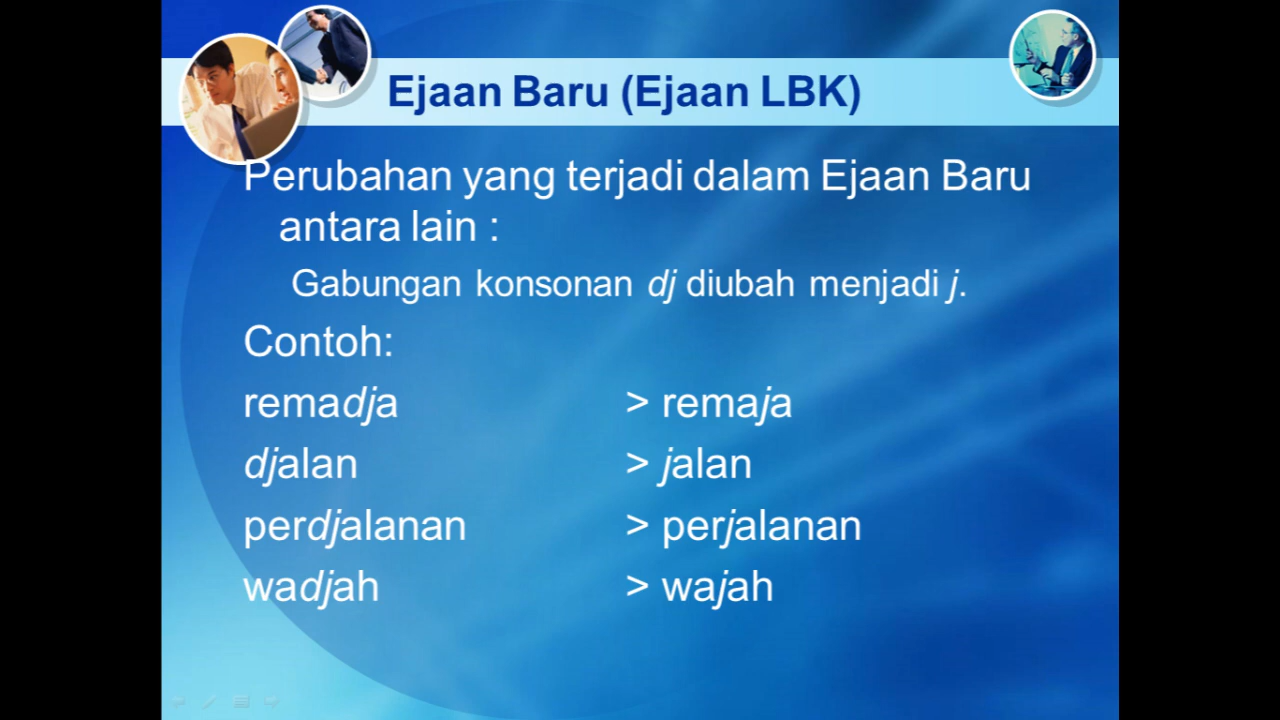 Ejaan Baru (Ejaan LBK)
Perubahan yang terjadi dalam Ejaan Baru
antara lain :
Gabungan konsonan dj diubah menjadi j.
Contoh:
remadja > remaja
djalan > jalan
perdjalanan > perjalanan
wadjah > wajah